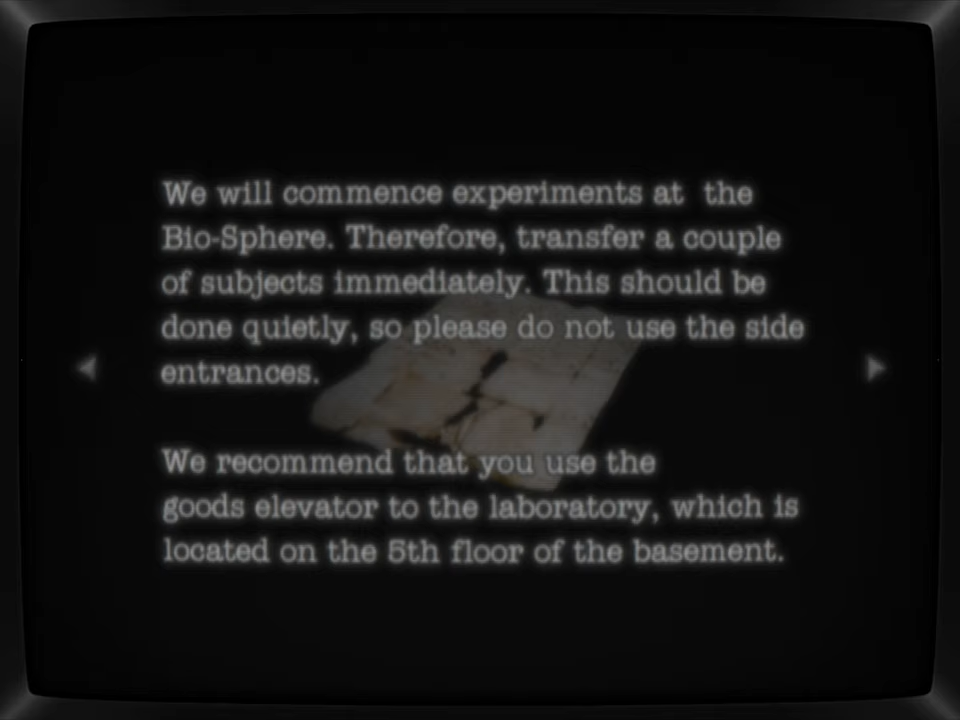 We will commence experiments at the
Bio-Sphere. Therefore, transfer a couple
of subjects immediately. This should be
done quietly, so please do not use the side
entrances.
We recommend that you use the
goods elevator to the laboratory, which is
located on the 5th floor of the basement.